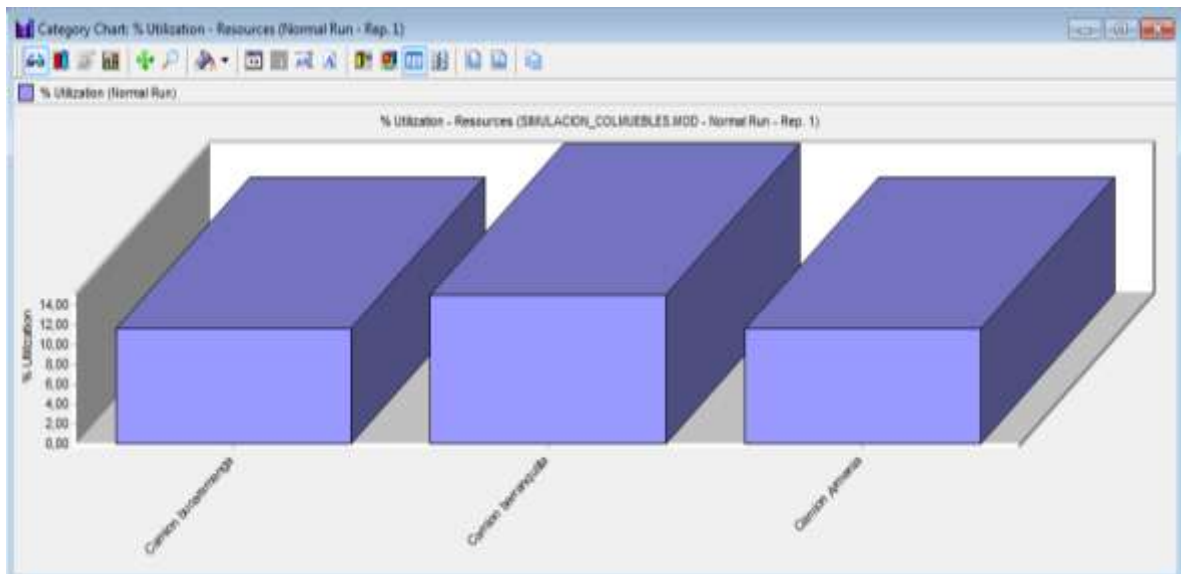 Category Chart: % Utilization - Resources (Normal Run - Rep. 1)
% Utilization (Normal Run)
% Utilization - Resources (SIMULACION_COLMUEBLES.MOD - Normal Run - Rep. 1)
% Utilization
14,00
12,00
10,00
8,00
6,00
4,00
2,00
0,00
Camion
Camion barranquilla
Camion Armenia